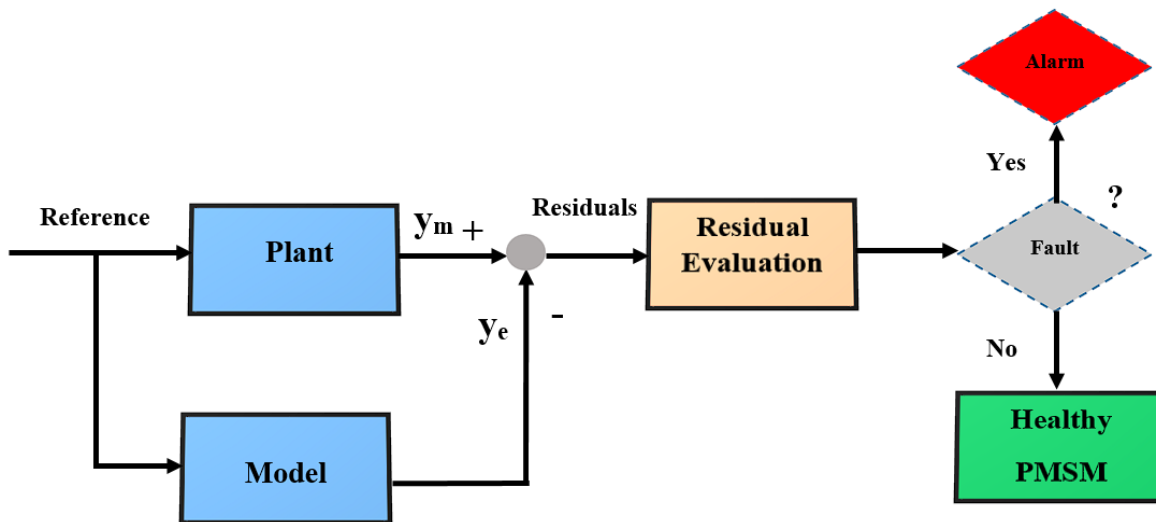 Alarm
Yes
?
Reference
ym +
Residuals
Residual
Evaluation
Plant
Fault
ye
-
No
Healthy
PMSM
Model